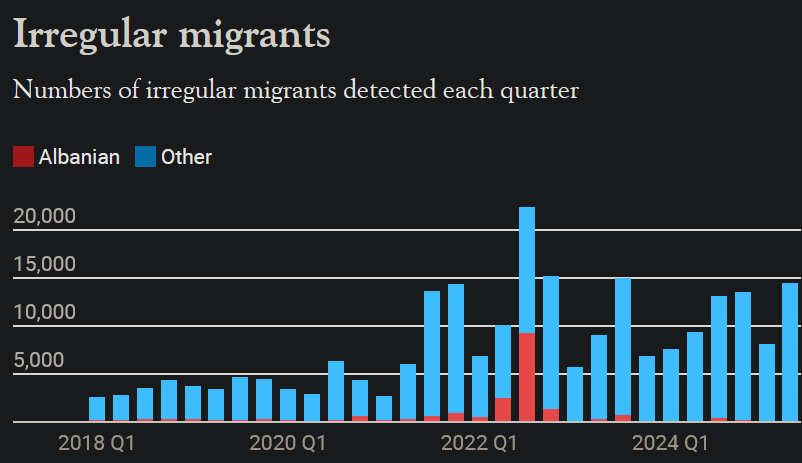 Irregular migrants
Numbers of irregular migrants detected each quarter
Albanian Other
20,000
15,000
10,000
5,000
2018 Q1 2020 Q1 2022 Q1 2024 Q1